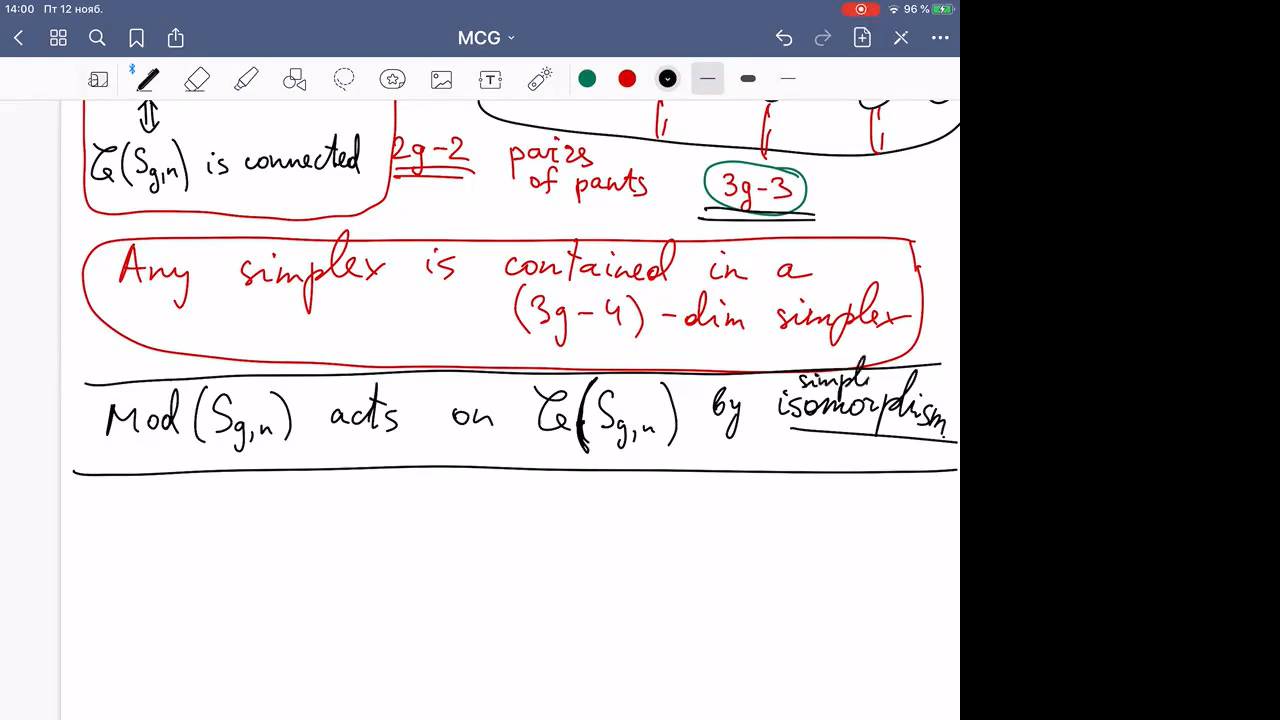 14:00 Пт 12 нояб.
96 %
MCG
T
𝒞(S_{g,n}) is connected
2g-2 pairs
of pants
3g-3
Any simplex is contained in a
(3g-4)-dim simplex
simpl
Mod(S_{g,n}) acts on 𝒞(S_{g,n}) by isomorphism.